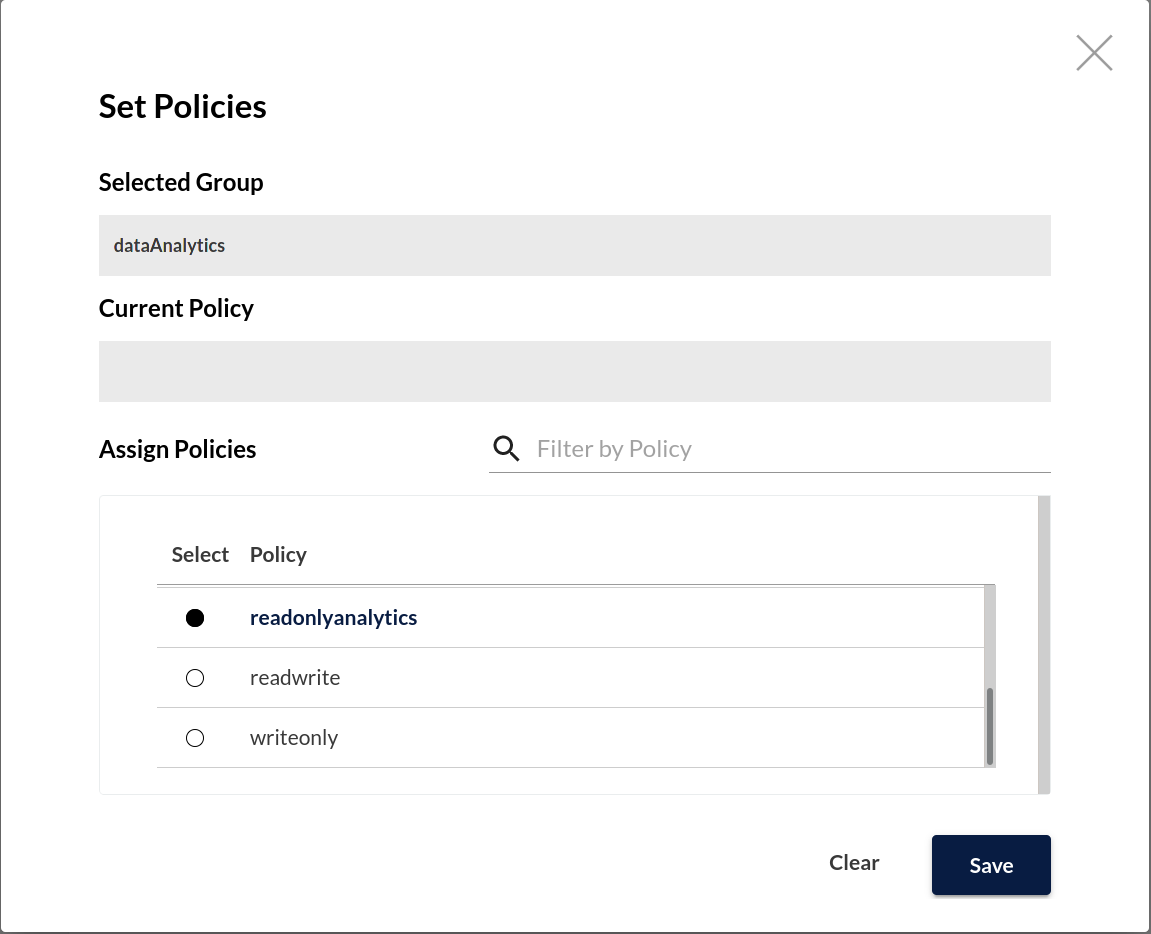 Set Policies
Selected Group
dataAnalytics
Current Policy
Assign Policies Filter by Policy
Select Policy
readonlyanalytics
readwrite
writeonly
Clear Save